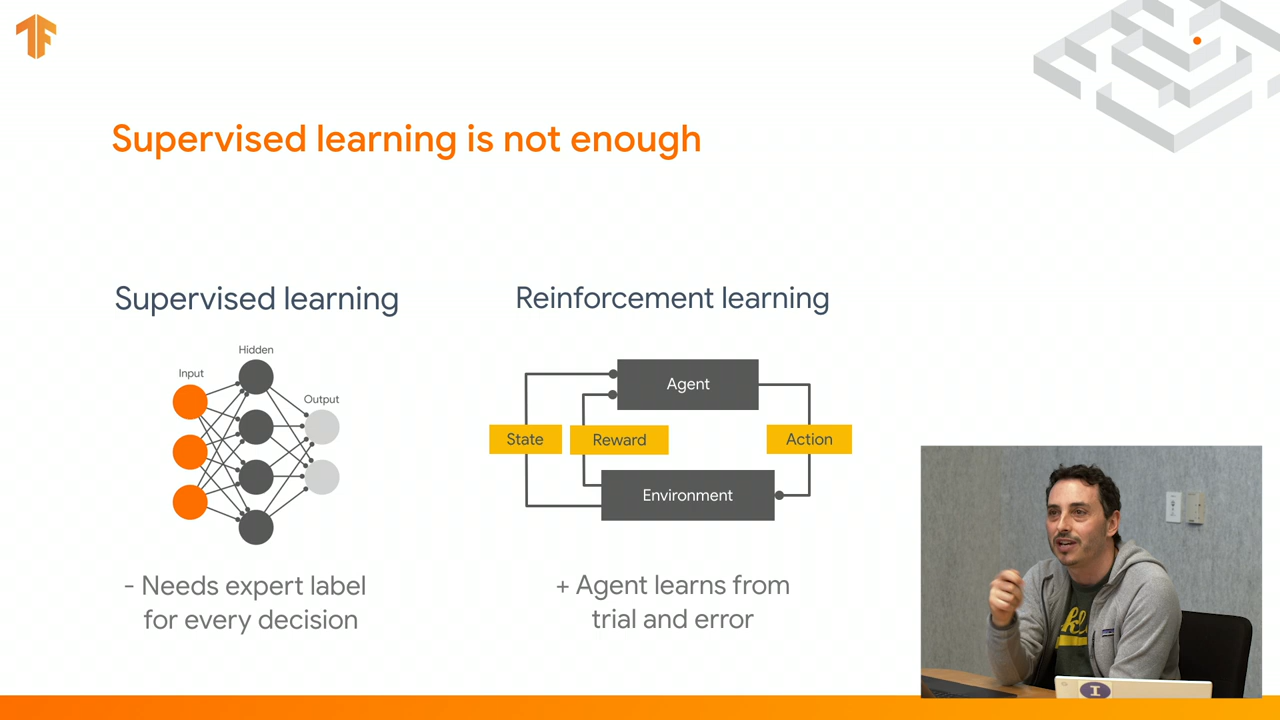 Supervised learning is not enough
Supervised learning
Hidden
Input
Output
- Needs expert label
for every decision
Reinforcement learning
Agent
State
Reward
Action
Environment
+ Agent learns from
trial and error